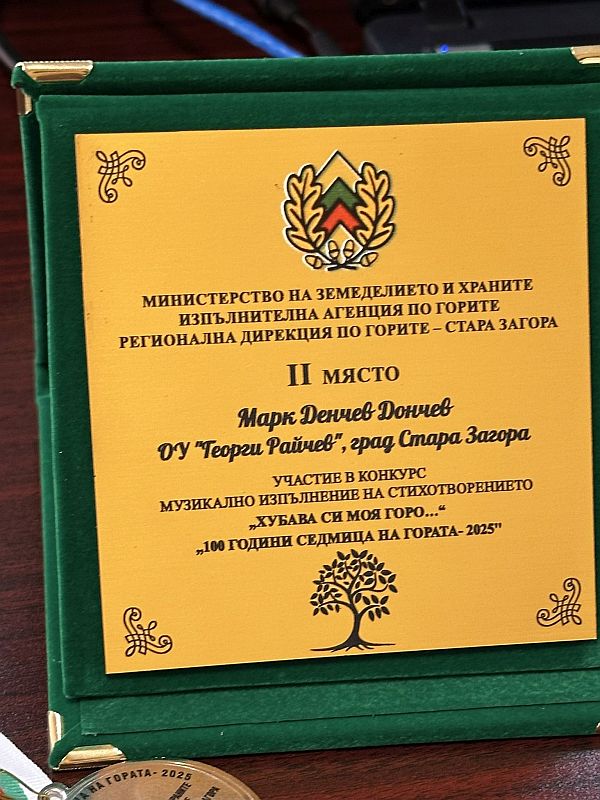 МИНИСТЕРСТВО НА ЗЕМЕДЕЛИЕТО И ХРАНИТЕ
ИЗПЪЛНИТЕЛНА АГЕНЦИЯ ПО ГОРИТЕ
РЕГИОНАЛНА ДИРЕКЦИЯ ПО ГОРИТЕ – СТАРА ЗАГОРА
II МЯСТО
Марк Денчев Дончев
ОУ "Георги Райчев", град Стара Загора
УЧАСТИЕ В КОНКУРС
МУЗИКАЛНО ИЗПЪЛНЕНИЕ НА СТИХОТВОРЕНИЕТО
„ХУБАВА СИ МОЯ ГОРО...“
„100 ГОДИНИ СЕДМИЦА НА ГОРАТА- 2025"
НА ГОРАТА- 2025